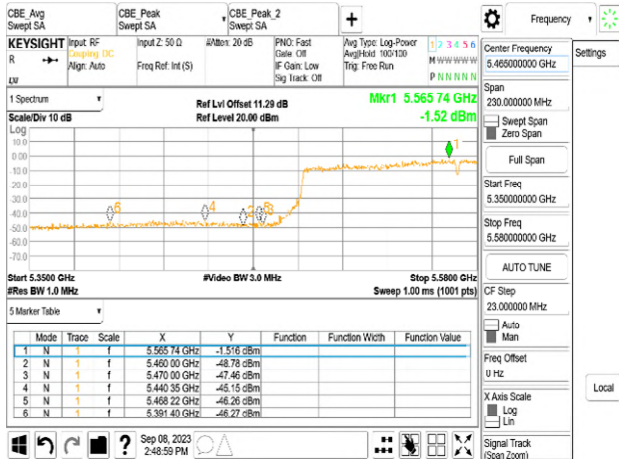 CBE_Avg
Swept SA
CBE_Peak
Swept SA
CBE_Peak_2
Swept SA
+
Frequency
KEYSIGHT
R
Input: RF
Coupling: DC
Align: Auto
Input Z: 50 Ω
Freq Ref: Int (S)
#Atten: 20 dB
PNO: Fast
Gate: Off
IF Gain: Low
Sig Track: Off
Avg Type: Log-Power
Avg|Hold: 100/100
Trig: Free Run
1 2 3 4 5 6
M W W W W W
P N N N N N
1 Spectrum
Scale/Div 10 dB
Ref Lvl Offset 11.29 dB
Ref Level 20.00 dBm
Mkr1 5.565 74 GHz
-1.52 dBm
Log
10.0
0.00
-10.0
-20.0
-30.0
-40.0
-50.0
-60.0
-70.0
1
6
4
2
Start 5.3500 GHz
#Res BW 1.0 MHz
#Video BW 3.0 MHz
Stop 5.5800 GHz
Sweep 1.00 ms (1001 pts)
5 Marker Table
Mode Trace Scale X Y Function Function Width Function Value
1 N 1 f 5.565 74 GHz -1.516 dBm
2 N 1 f 5.460 00 GHz -48.78 dBm
3 N 1 f 5.470 00 GHz -47.46 dBm
4 N 1 f 5.440 35 GHz -45.15 dBm
5 N 1 f 5.468 22 GHz -46.26 dBm
6 N 1 f 5.391 40 GHz -46.27 dBm
?
Sep 08, 2023
2:48:59 PM
Center Frequency
5.465000000 GHz
Settings
Span
230.000000 MHz
Swept Span
Zero Span
Full Span
Start Freq
5.350000000 GHz
Stop Freq
5.580000000 GHz
AUTO TUNE
CF Step
23.000000 MHz
Auto
Man
Freq Offset
0 Hz
X Axis Scale
Log
Lin
Local
Signal Track
(Span Zoom)